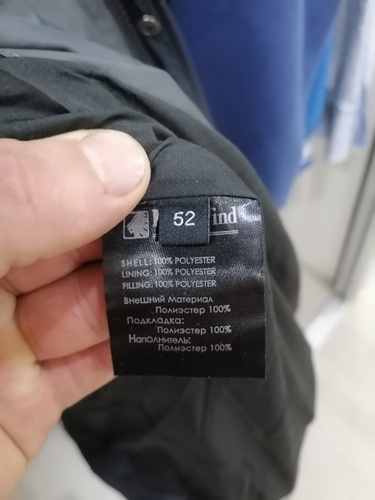 52
SHELL: 100% POLYESTER
LINING: 100% POLYESTER
FILLING: 100% POLYESTER
Внешний Материал
Полиэстер 100%
Подкладка:
Полиэстер 100%
Наполнитель:
Полиэстер 100%